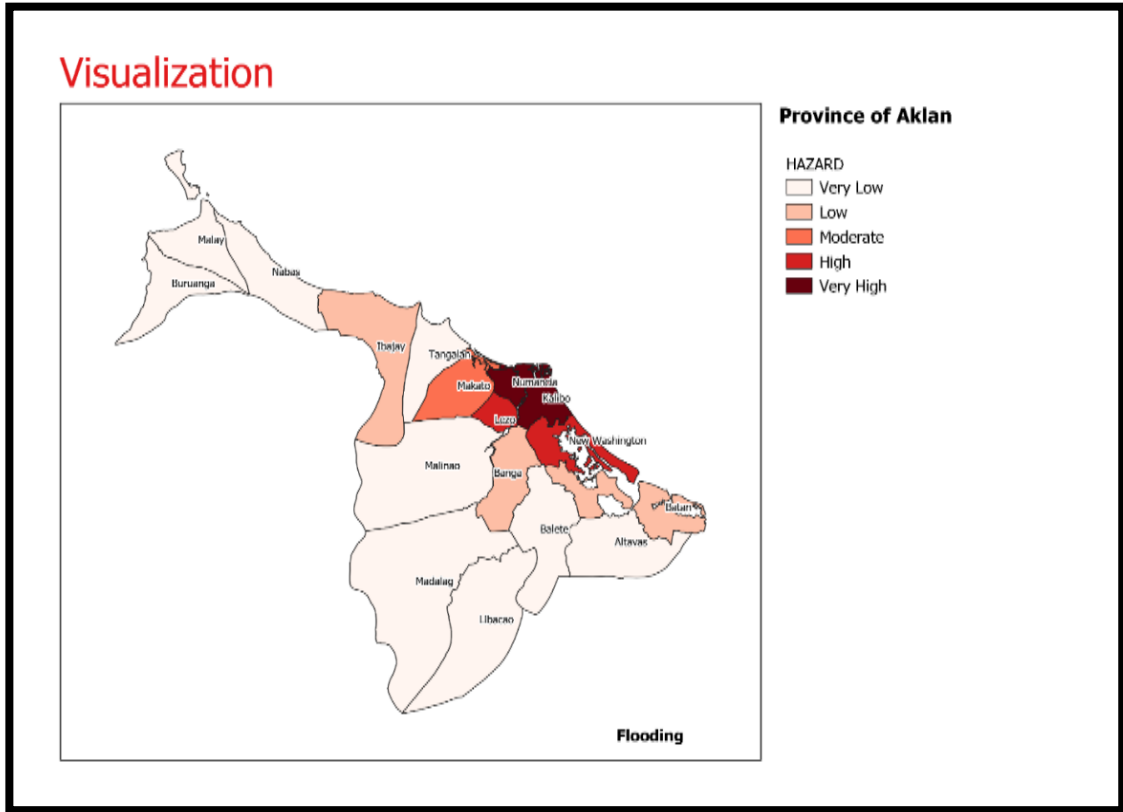 Visualization
Province of Aklan
HAZARD
Very Low
Low
Moderate
High
Very High
Malay
Nabas
Buruanga
Ibajay
Tangalan
Makato
Numancia
Kalibo
Lezo
New Washington
Malinao
Banga
Batan
Balete
Altavas
Madalag
Libacao
Flooding